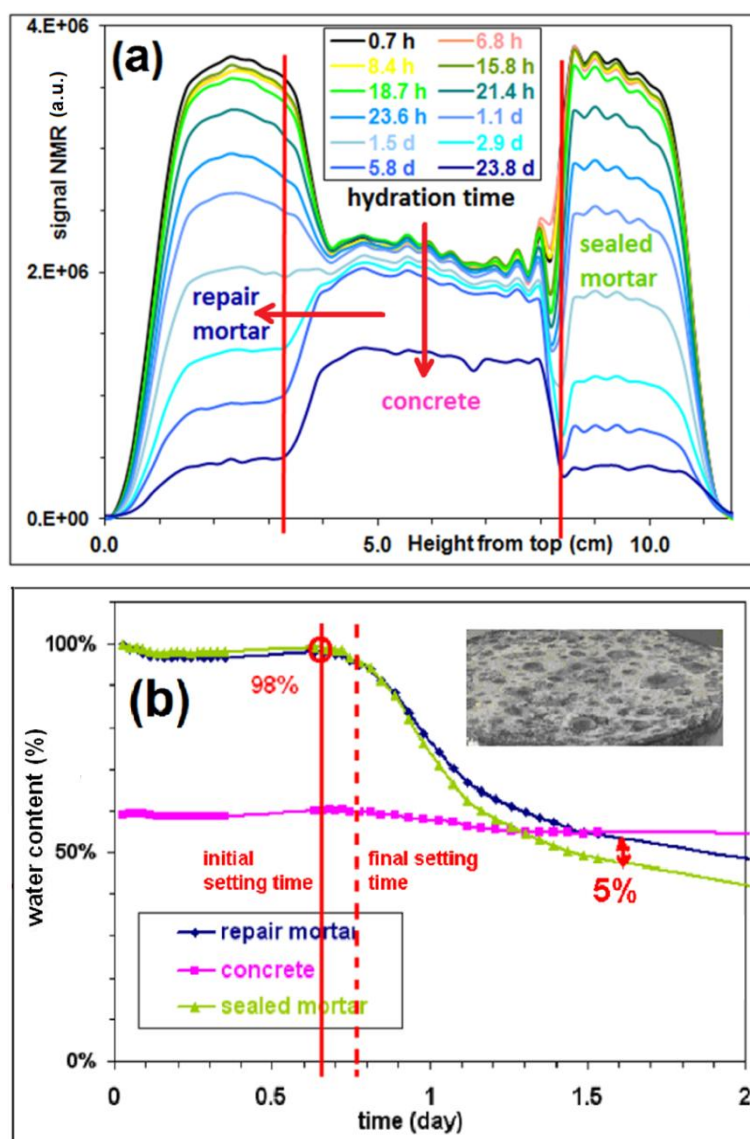 4.E+06
(a)
0.7 h 6.8 h
8.4 h 15.8 h
18.7 h 21.4 h
23.6 h 1.1 d
1.5 d 2.9 d
5.8 d 23.8 d
hydration time
signal NMR (a.u.)
2.E+06
repair
mortar
sealed
mortar
concrete
0.E+00
0.0 5.0 Height from top (cm) 10.0
100%
98%
(b)
water content (%)
50%
initial
setting time
final setting
time
5%
repair mortar
concrete
sealed mortar
0%
0 0.5 1 1.5 2
time (day)